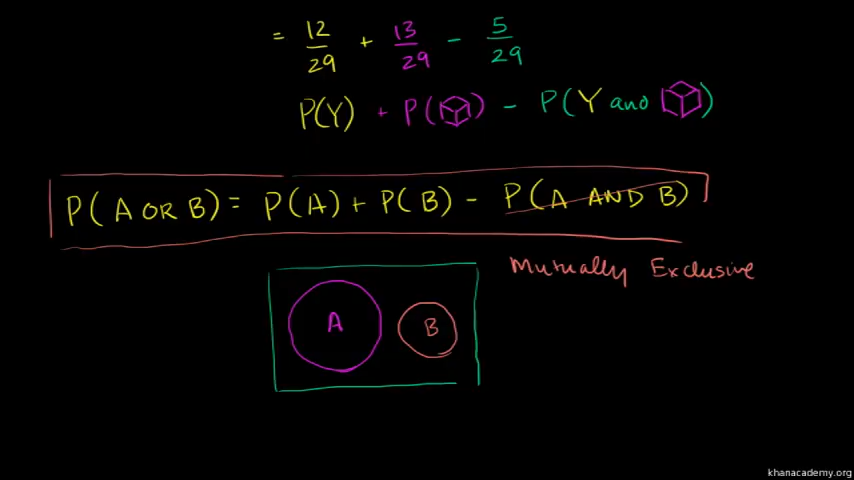 = 12/29 + 13/29 - 5/29
P(Y) + P( ) - P(Y and )
P(A OR B) = P(A) + P(B) - P(A AND B)
Mutually Exclusive
A B
khanacademy.org